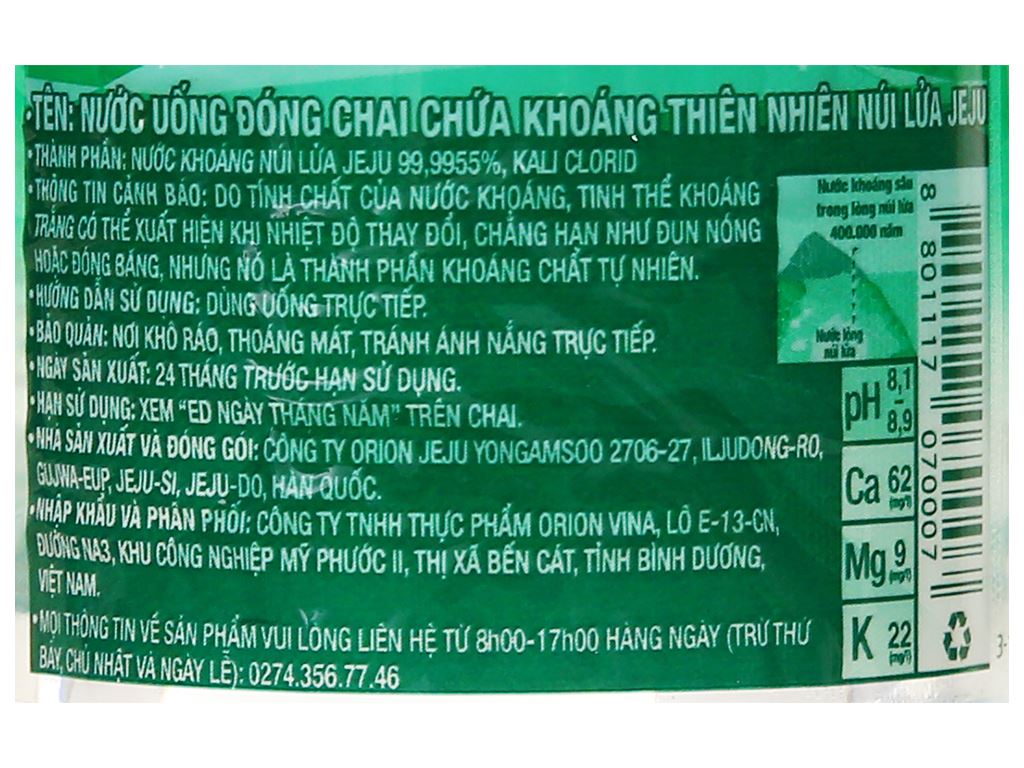 •TÊN: NƯỚC UỐNG ĐÓNG CHAI CHỨA KHOÁNG THIÊN NHIÊN NÚI LỬA JEJU
•THÀNH PHẦN: NƯỚC KHOÁNG NÚI LỬA JEJU 99,9955%, KALI CLORID
•THÔNG TIN CẢNH BÁO: DO TÍNH CHẤT CỦA NƯỚC KHOÁNG, TINH THỂ KHOÁNG
TRẮNG CÓ THỂ XUẤT HIỆN KHI NHIỆT ĐỘ THAY ĐỔI, CHẲNG HẠN NHƯ ĐUN NÓNG
HOẶC ĐÓNG BĂNG, NHƯNG NÓ LÀ THÀNH PHẦN KHOÁNG CHẤT TỰ NHIÊN.
•HƯỚNG DẪN SỬ DỤNG: DÙNG UỐNG TRỰC TIẾP.
•BẢO QUẢN: NƠI KHÔ RÁO, THOÁNG MÁT, TRÁNH ÁNH NẮNG TRỰC TIẾP.
•NGÀY SẢN XUẤT: 24 THÁNG TRƯỚC HẠN SỬ DỤNG.
•HẠN SỬ DỤNG: XEM "ED NGÀY THÁNG NĂM" TRÊN CHAI.
•NHÀ SẢN XUẤT VÀ ĐÓNG GÓI: CÔNG TY ORION JEJU YONGAMSOO 2706-27, ILJUDONG-RO,
GUJWA-EUP, JEJU-SI, JEJU-DO, HÀN QUỐC.
•NHẬP KHẨU VÀ PHÂN PHỐI: CÔNG TY TNHH THỰC PHẨM ORION VINA, LÔ E-13-CN,
ĐƯỜNG NA3, KHU CÔNG NGHIỆP MỸ PHƯỚC II, THỊ XÃ BẾN CÁT, TỈNH BÌNH DƯƠNG,
VIỆT NAM.
•MỌI THÔNG TIN VỀ SẢN PHẨM VUI LÒNG LIÊN HỆ TỪ 8h00-17h00 HÀNG NGÀY (TRỪ THỨ
BẢY, CHỦ NHẬT VÀ NGÀY LỄ): 0274.356.77.46
Nước khoáng sâu
trong lòng núi lửa
400.000 năm
Nước lòng
núi lửa
pH 8,1 - 8,9
Ca 62 (mg/l)
Mg 9 (mg/l)
K 22 (mg/l)
8 801117 070007